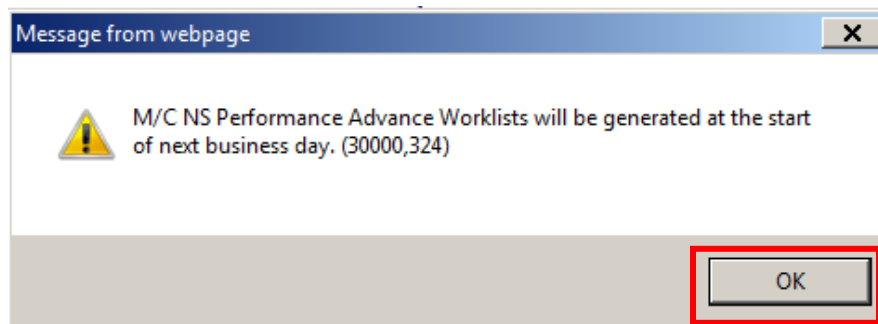 Message from webpage
M/C NS Performance Advance Worklists will be generated at the start
of next business day. (30000,324)
OK